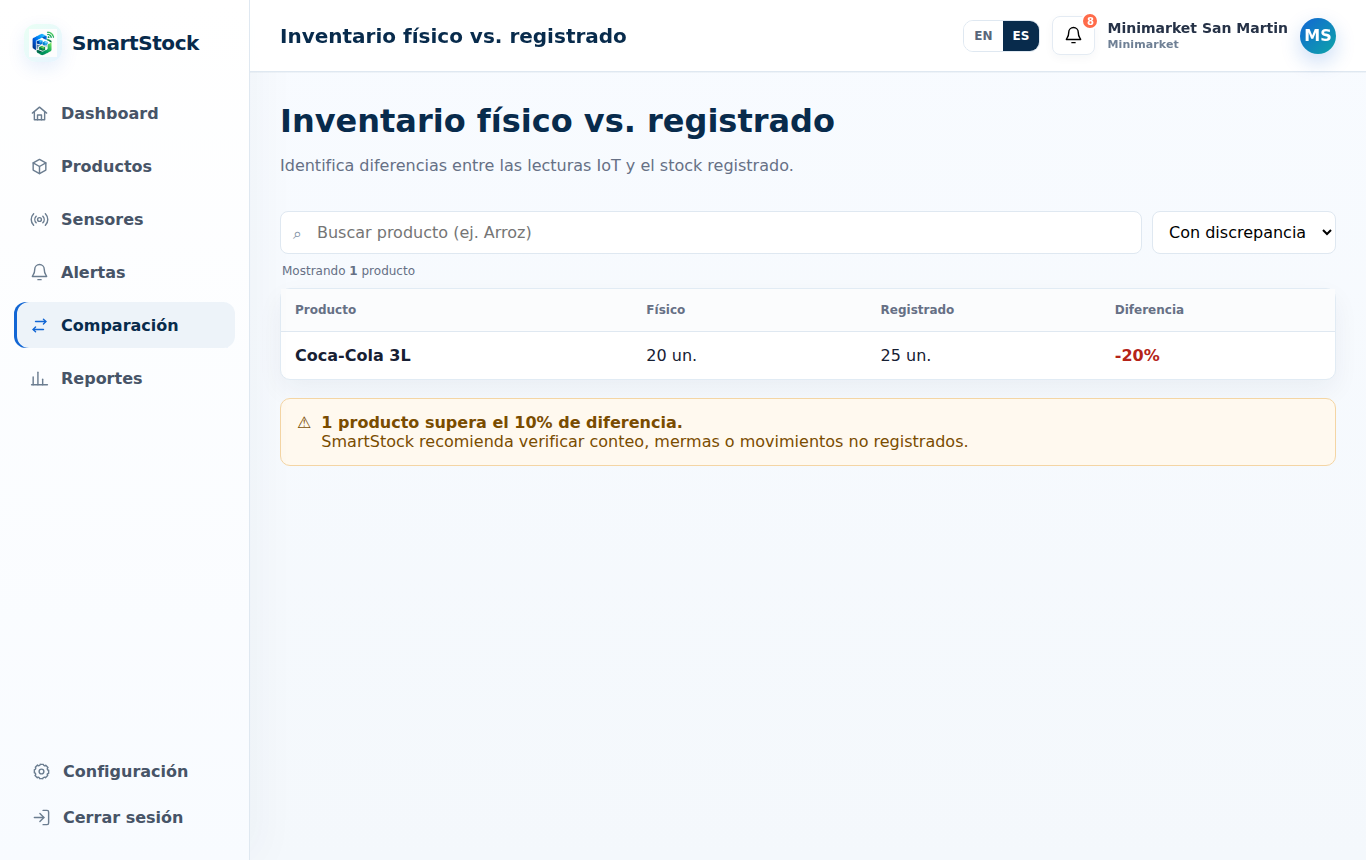 SmartStock
Dashboard
Productos
Sensores
Alertas
Comparación
Reportes
Configuración
Cerrar sesión
Inventario físico vs. registrado
EN ES
8
Minimarket San Martin
Minimarket
MS
Inventario físico vs. registrado
Identifica diferencias entre las lecturas IoT y el stock registrado.
Buscar producto (ej. Arroz)
Con discrepancia
Mostrando 1 producto
Producto Físico Registrado Diferencia
Coca-Cola 3L 20 un. 25 un. -20%
⚠ 1 producto supera el 10% de diferencia.
SmartStock recomienda verificar conteo, mermas o movimientos no registrados.